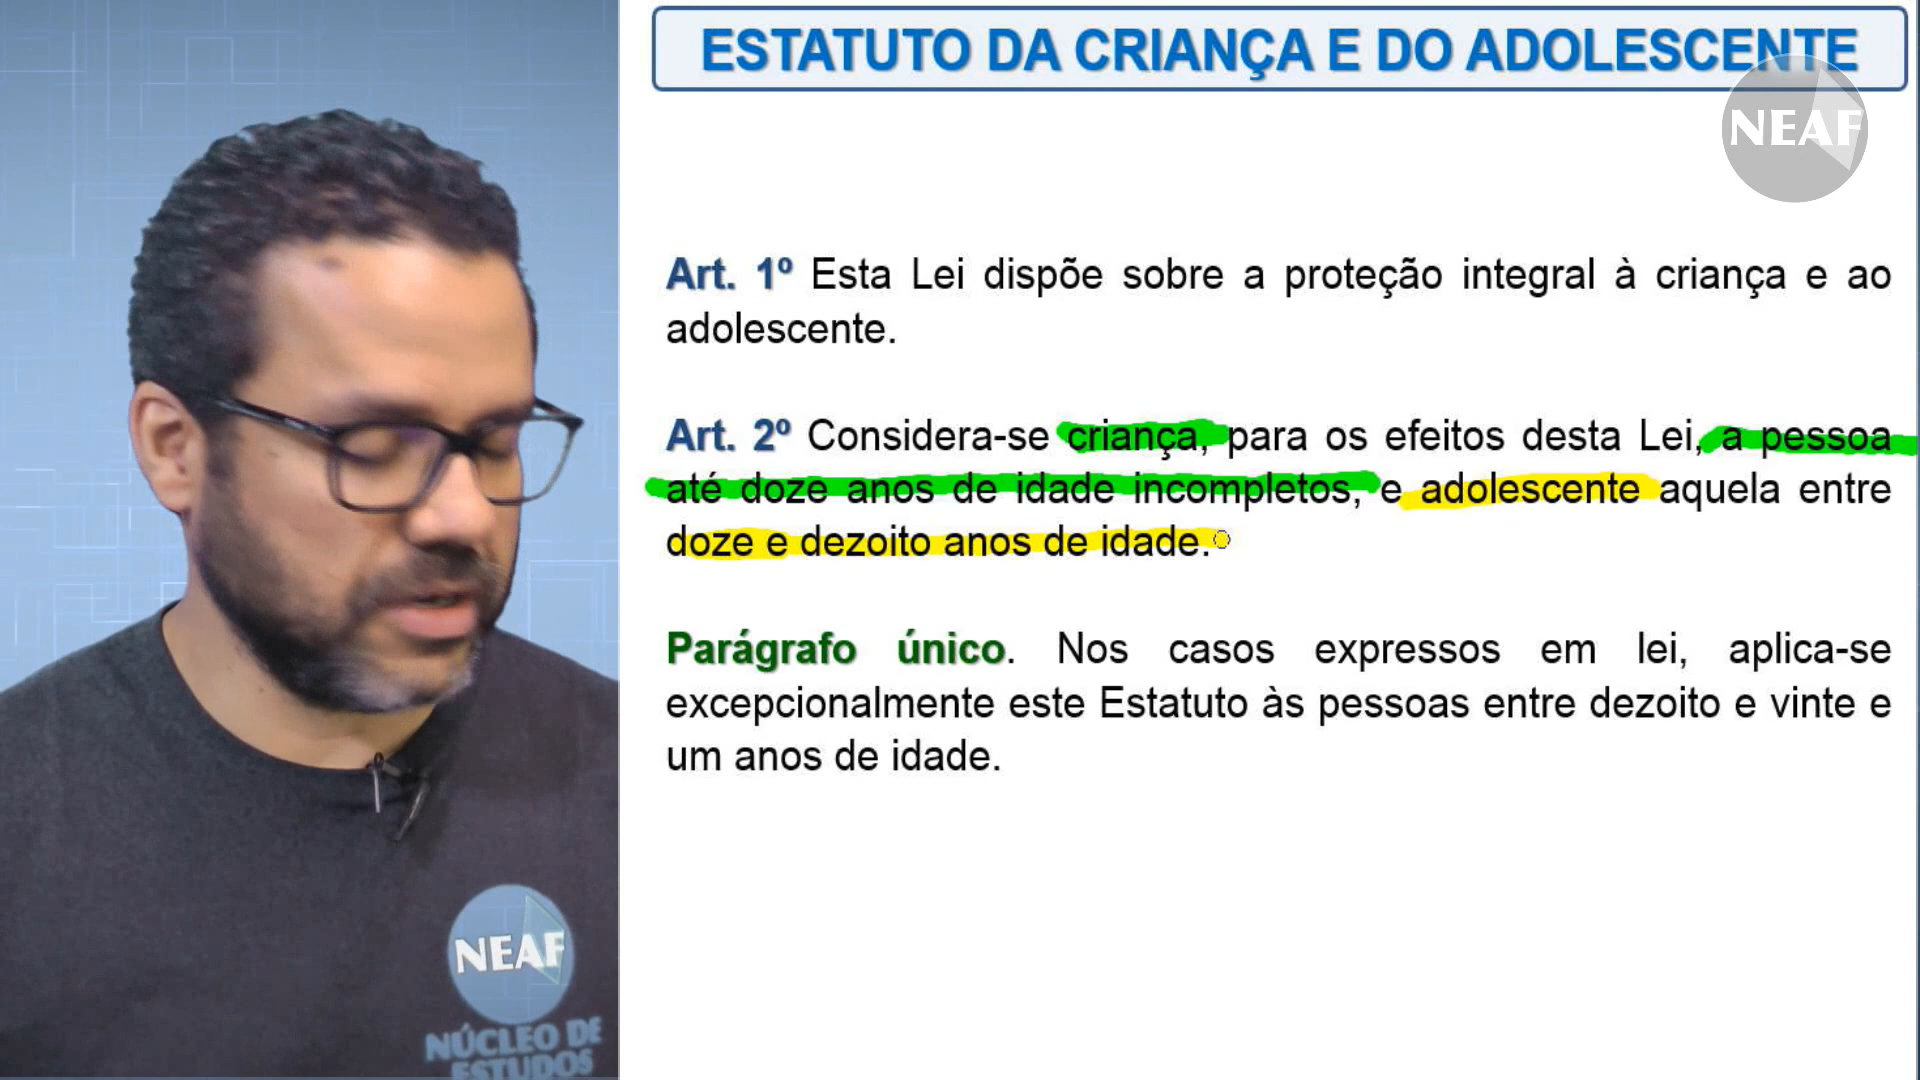 ESTATUTO DA CRIANÇA E DO ADOLESCENTE
NEAF
Art. 1º Esta Lei dispõe sobre a proteção integral à criança e ao
adolescente.
Art. 2º Considera-se criança, para os efeitos desta Lei, a pessoa
até doze anos de idade incompletos, e adolescente aquela entre
doze e dezoito anos de idade.
Parágrafo único. Nos casos expressos em lei, aplica-se
excepcionalmente este Estatuto às pessoas entre dezoito e vinte e
um anos de idade.
NEAF
NÚCLEO DE
ESTUDOS